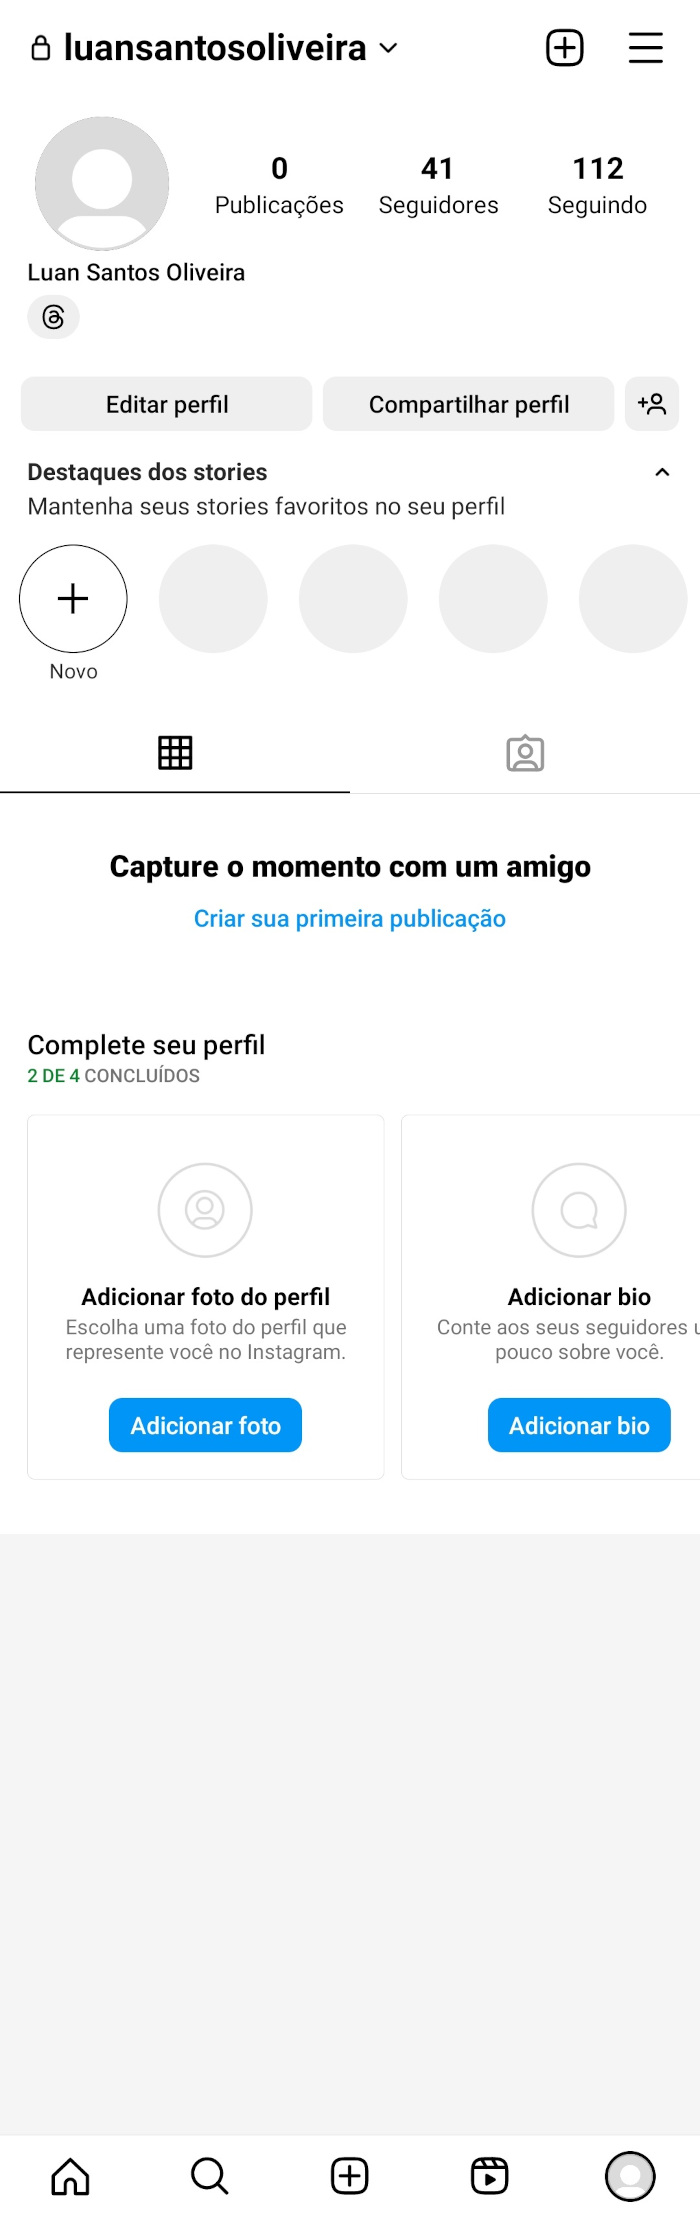 luansantosoliveira
0 41 112
Publicações Seguidores Seguindo
Luan Santos Oliveira
Editar perfil Compartilhar perfil
Destaques dos stories
Mantenha seus stories favoritos no seu perfil
Novo
Capture o momento com um amigo
Criar sua primeira publicação
Complete seu perfil
2 DE 4 CONCLUÍDOS
Adicionar foto do perfil
Escolha uma foto do perfil que
represente você no Instagram.
Adicionar foto
Adicionar bio
Conte aos seus seguidores u
pouco sobre você.
Adicionar bio